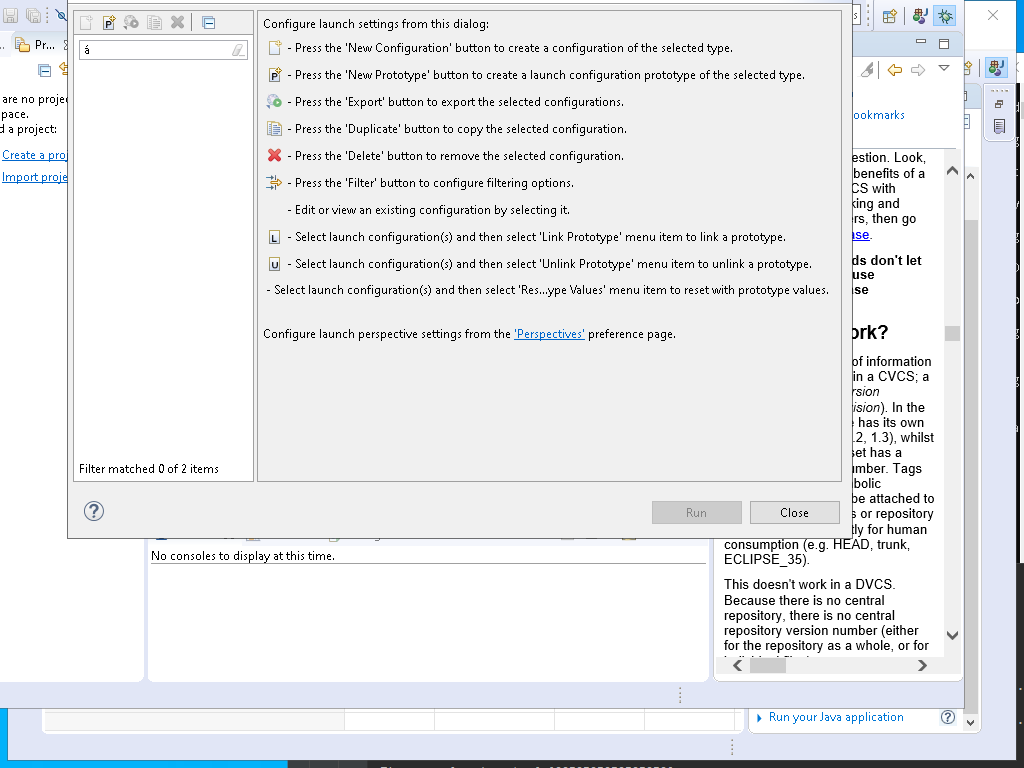 Pr...
á
are no proje
pace.
d a project:
Create a proj
Import proje
Filter matched 0 of 2 items
Configure launch settings from this dialog:
- Press the 'New Configuration' button to create a configuration of the selected type.
- Press the 'New Prototype' button to create a launch configuration prototype of the selected type.
- Press the 'Export' button to export the selected configurations.
- Press the 'Duplicate' button to copy the selected configuration.
- Press the 'Delete' button to remove the selected configuration.
- Press the 'Filter' button to configure filtering options.
- Edit or view an existing configuration by selecting it.
- Select launch configuration(s) and then select 'Link Prototype' menu item to link a prototype.
- Select launch configuration(s) and then select 'Unlink Prototype' menu item to unlink a prototype.
- Select launch configuration(s) and then select 'Res...ype Values' menu item to reset with prototype values.
Configure launch perspective settings from the 'Perspectives' preference page.
Run
Close
No consoles to display at this time.
ookmarks
estion. Look,
benefits of a
CS with
king and
ers, then go
ase.
ds don't let
use
ase
ork?
of information
in a CVCS; a
ersion
vision). In the
e has its own
.2, 1.3), whilst
set has a
umber. Tags
bolic
be attached to
s or repository
tly for human
consumption (e.g. HEAD, trunk,
ECLIPSE_35).
This doesn't work in a DVCS.
Because there is no central
repository, there is no central
repository version number (either
for the repository as a whole, or for
Run your Java application